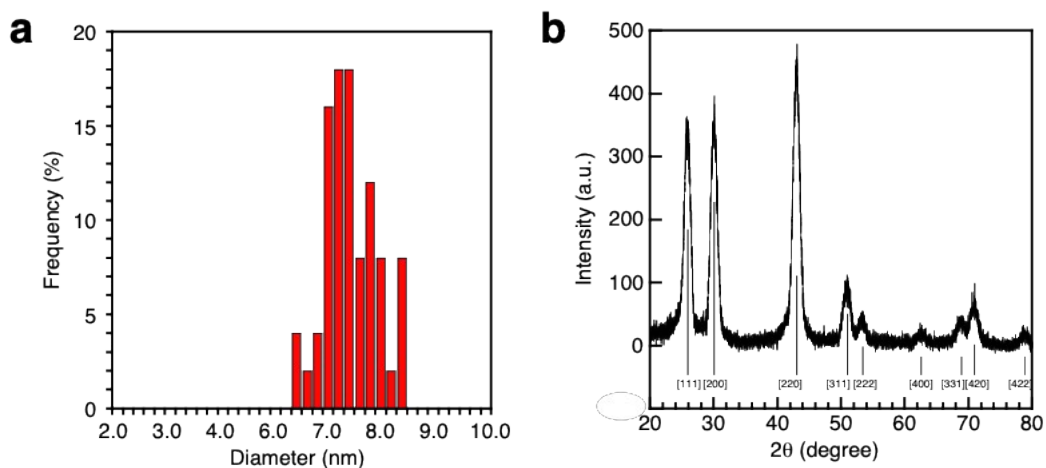 a
20
15
10
5
0
Frequency (%)
2.0 3.0 4.0 5.0 6.0 7.0 8.0 9.0 10.0
Diameter (nm)
b
500
400
300
200
100
0
Intensity (a.u.)
[111] [200] [220] [311] [222] [400] [331] [420] [422]
20 30 40 50 60 70 80
2θ (degree)